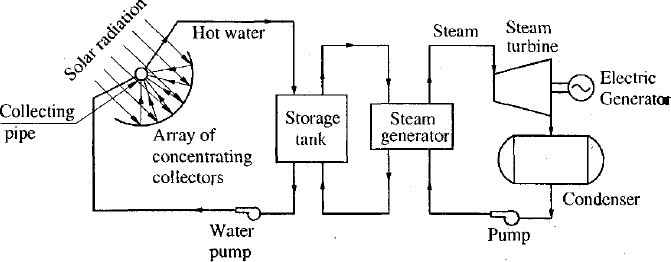 Solar radiation
Hot water
Steam
Steam
turbine
Electric
Generator
Collecting
pipe
Array of
concentrating
collectors
Storage
tank
Steam
generator
Condenser
Water
pump
Pump